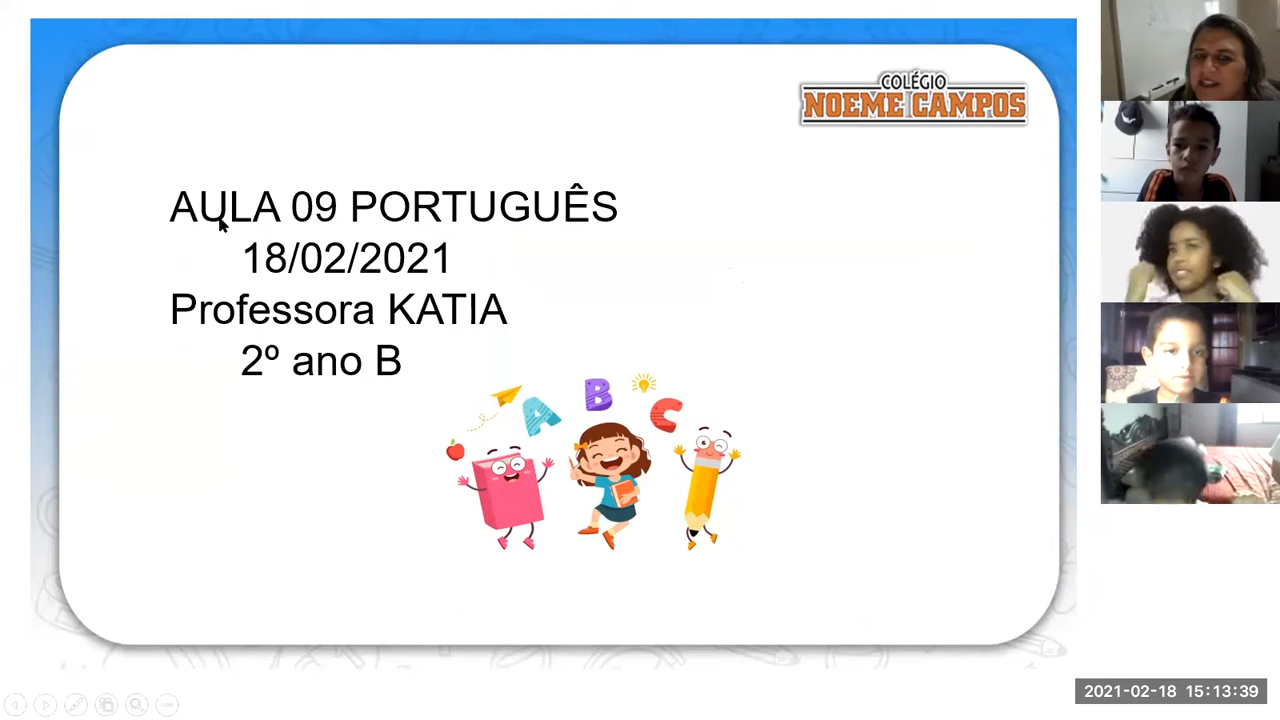 COLÉGIO
NOEME CAMPOS
AULA 09 PORTUGUÊS
18/02/2021
Professora KATIA
2º ano B
A B C
2021-02-18 15:13:39